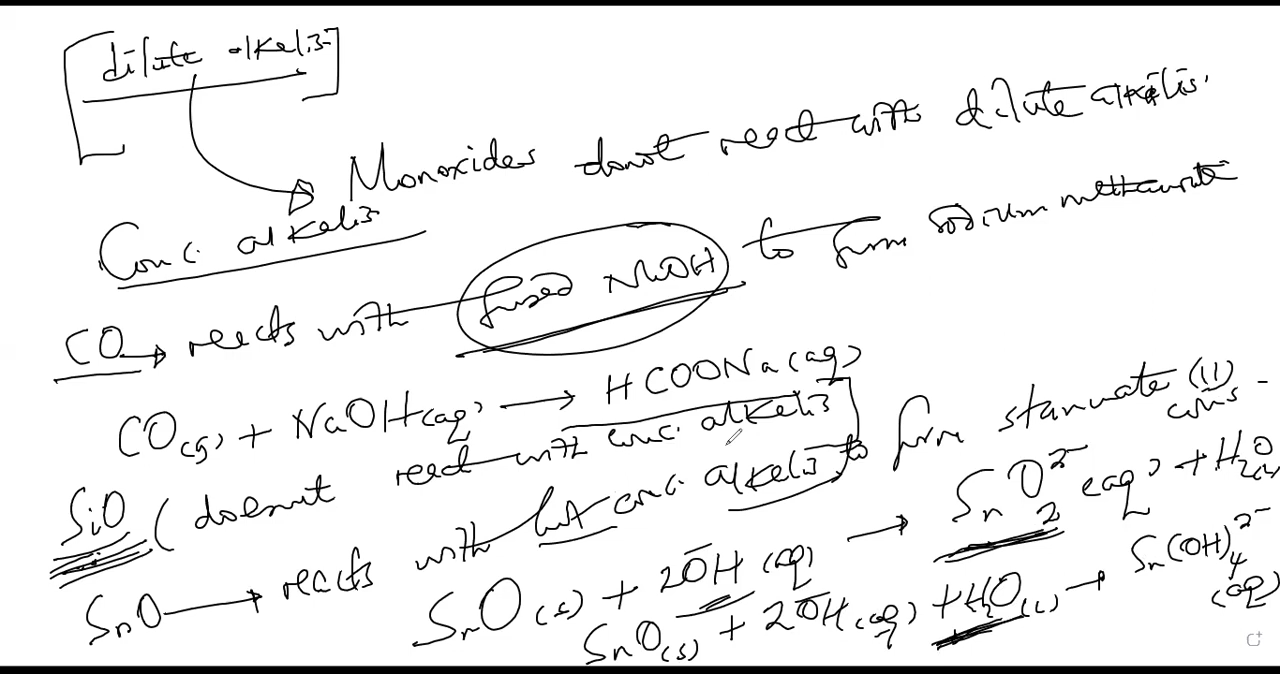 [dilute alkalis]
Monoxides donot react with dilute alkalis.
Conc. alkalis
CO → reacts with fused NaOH to form sodium methanoate
CO(g) + NaOH(aq) → HCOONa(aq)
SiO (doesnot react with conc. alkalis)
SnO → reacts with hot conc. alkalis to form stannate (II) ions -
SnO(s) + 2OH⁻(aq) → SnO₂²⁻(aq) + H₂O(l)
SnO(s) + 2OH⁻(aq) + H₂O(l) → Sn(OH)₄²⁻(aq)